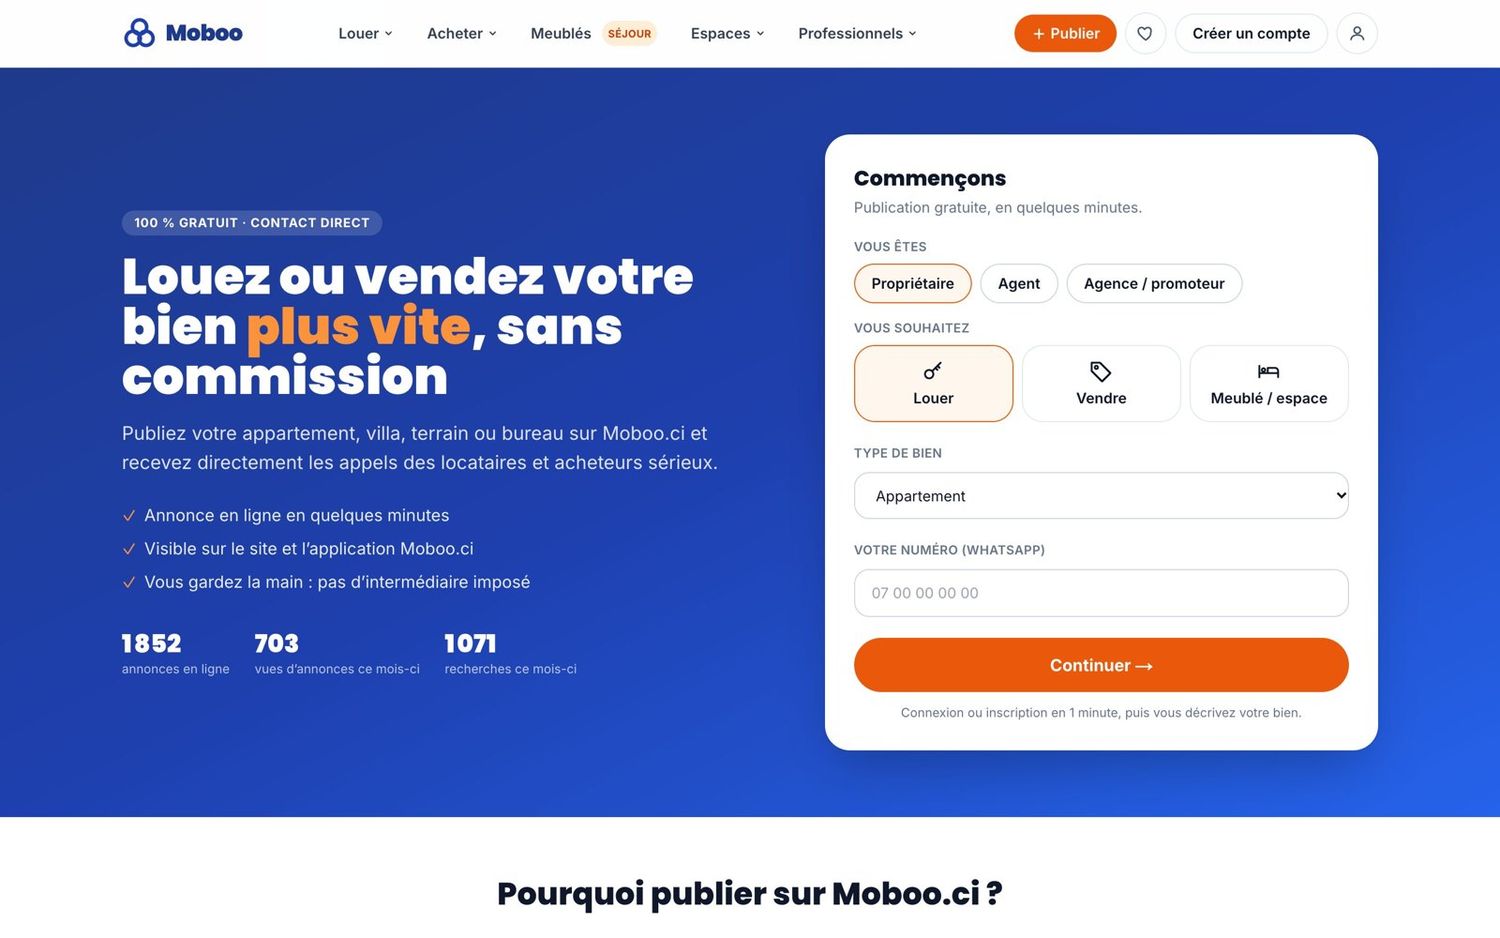 Moboo
Louer
Acheter
Meublés SÉJOUR
Espaces
Professionnels
+ Publier
Créer un compte
100 % GRATUIT · CONTACT DIRECT
Louez ou vendez votre
bien plus vite, sans
commission
Publiez votre appartement, villa, terrain ou bureau sur Moboo.ci et
recevez directement les appels des locataires et acheteurs sérieux.
✓ Annonce en ligne en quelques minutes
✓ Visible sur le site et l’application Moboo.ci
✓ Vous gardez la main : pas d’intermédiaire imposé
1 852
annonces en ligne
703
vues d’annonces ce mois-ci
1 071
recherches ce mois-ci
Commençons
Publication gratuite, en quelques minutes.
VOUS ÊTES
Propriétaire
Agent
Agence / promoteur
VOUS SOUHAITEZ
Louer
Vendre
Meublé / espace
TYPE DE BIEN
Appartement
VOTRE NUMÉRO (WHATSAPP)
07 00 00 00 00
Continuer →
Connexion ou inscription en 1 minute, puis vous décrivez votre bien.
Pourquoi publier sur Moboo.ci ?